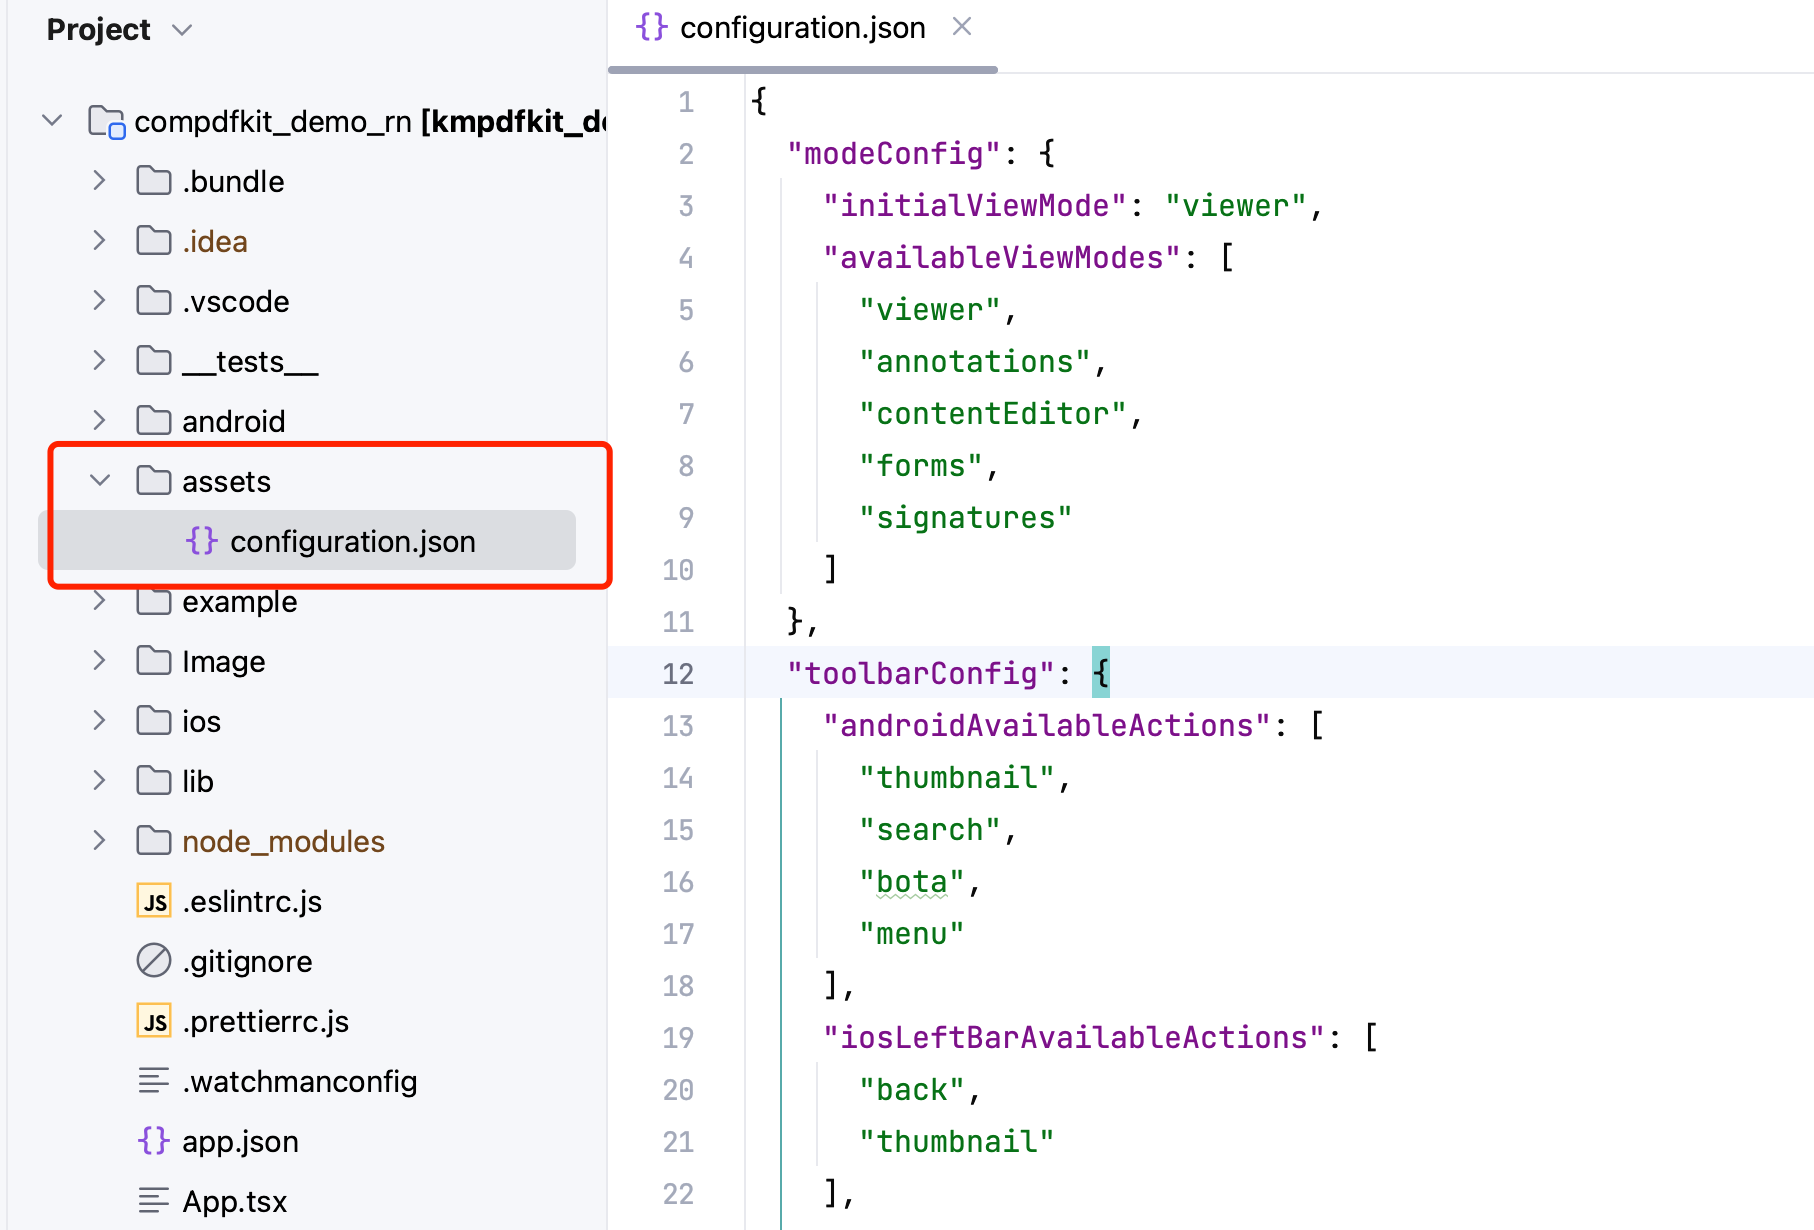 Project
compdfkit_demo_rn [kmpdfkit_d
.bundle
.idea
.vscode
__tests__
android
assets
{} configuration.json
example
Image
ios
lib
node_modules
JS .eslintrc.js
.gitignore
JS .prettierrc.js
.watchmanconfig
{} app.json
App.tsx
{} configuration.json
1 {
2 "modeConfig": {
3 "initialViewMode": "viewer",
4 "availableViewModes": [
5 "viewer",
6 "annotations",
7 "contentEditor",
8 "forms",
9 "signatures"
10 ]
11 },
12 "toolbarConfig": {
13 "androidAvailableActions": [
14 "thumbnail",
15 "search",
16 "bota",
17 "menu"
18 ],
19 "iosLeftBarAvailableActions": [
20 "back",
21 "thumbnail"
22 ],